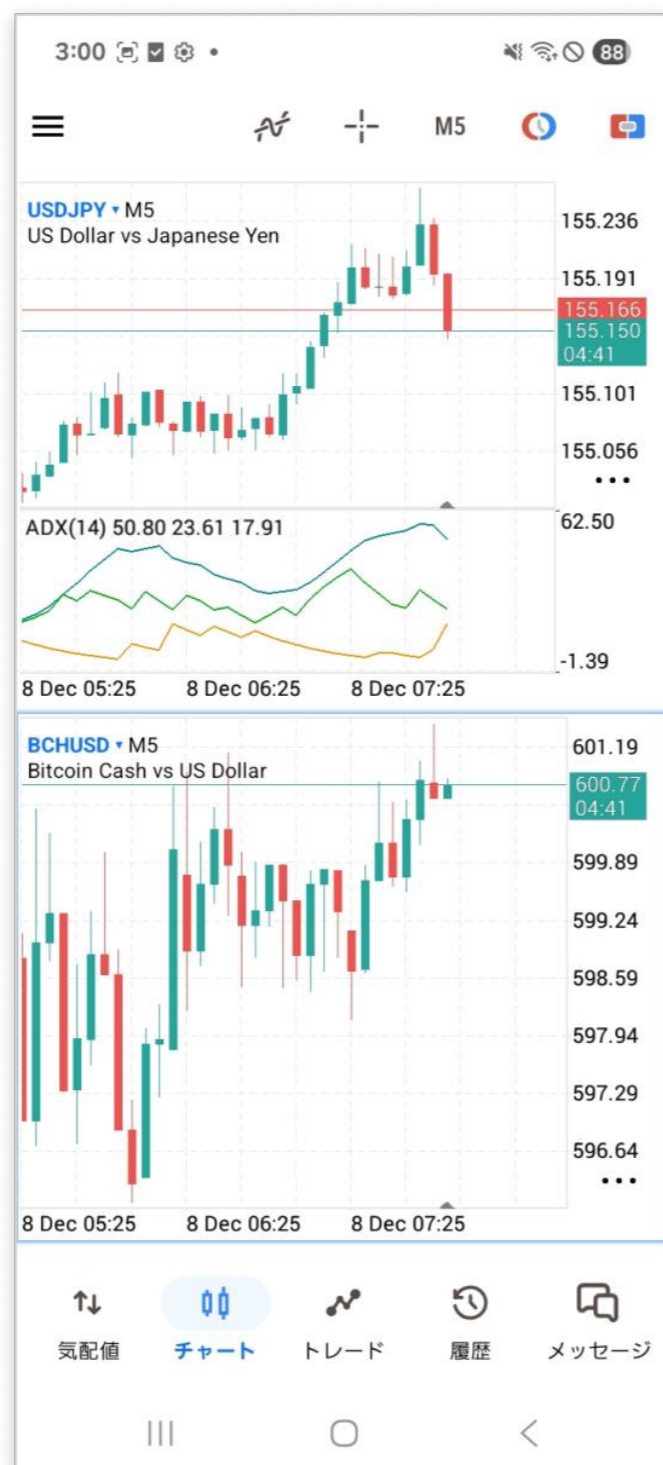 3:00
88
M5
USDJPY M5
US Dollar vs Japanese Yen
155.236
155.191
155.166
155.150
04:41
155.101
155.056
ADX(14) 50.80 23.61 17.91
62.50
-1.39
8 Dec 05:25 8 Dec 06:25 8 Dec 07:25
BCHUSD M5
Bitcoin Cash vs US Dollar
601.19
600.77
04:41
599.89
599.24
598.59
597.94
597.29
596.64
8 Dec 05:25 8 Dec 06:25 8 Dec 07:25
気配値 チャート トレード 履歴 メッセージ